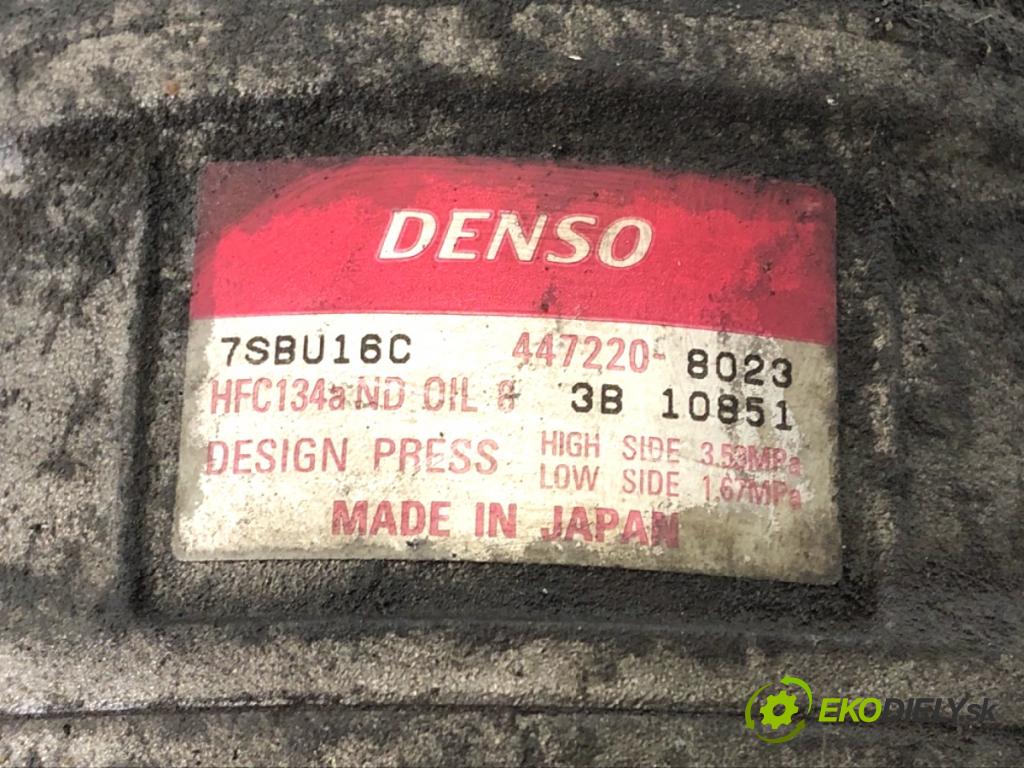 DENSO
7SBU16C 447220- 8023
HFC134a ND OIL 8 3B 10851
DESIGN PRESS HIGH SIDE 3.53MPa
LOW SIDE 1.67MPa
MADE IN JAPAN
EKODIELY.sk